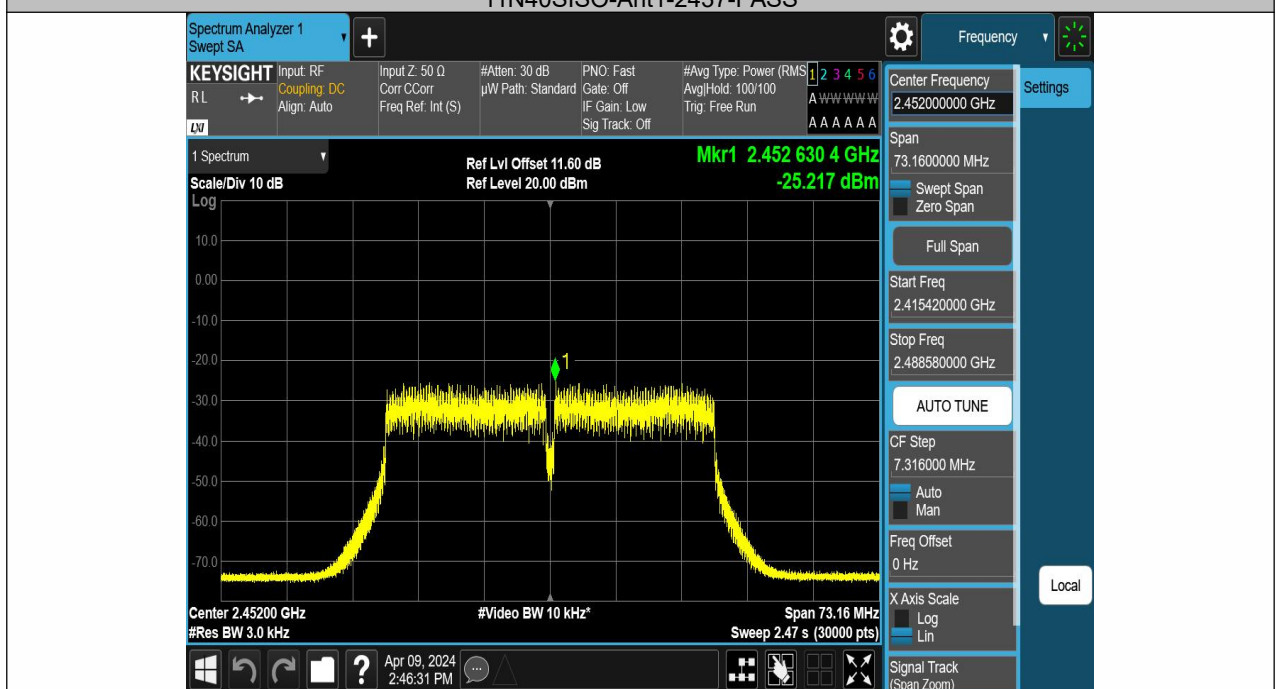 11N40SISO-Ant1-2437-PASS
Spectrum Analyzer 1
Swept SA
Frequency
KEYSIGHT
RL
LXI
Input: RF
Coupling: DC
Align: Auto
Input Z: 50 Ω
Corr CCorr
Freq Ref: Int (S)
#Atten: 30 dB
µW Path: Standard
PNO: Fast
Gate: Off
IF Gain: Low
Sig Track: Off
#Avg Type: Power (RMS
Avg|Hold: 100/100
Trig: Free Run
1 2 3 4 5 6
A W W W W W
A A A A A A
1 Spectrum
Scale/Div 10 dB
Log
Ref Lvl Offset 11.60 dB
Ref Level 20.00 dBm
Mkr1 2.452 630 4 GHz
-25.217 dBm
10.0
0.00
-10.0
-20.0
-30.0
-40.0
-50.0
-60.0
-70.0
1
Center 2.45200 GHz
#Res BW 3.0 kHz
#Video BW 10 kHz*
Span 73.16 MHz
Sweep 2.47 s (30000 pts)
Apr 09, 2024
2:46:31 PM
Center Frequency
2.452000000 GHz
Settings
Span
73.1600000 MHz
Swept Span
Zero Span
Full Span
Start Freq
2.415420000 GHz
Stop Freq
2.488580000 GHz
AUTO TUNE
CF Step
7.316000 MHz
Auto
Man
Freq Offset
0 Hz
Local
X Axis Scale
Log
Lin
Signal Track
(Span Zoom)